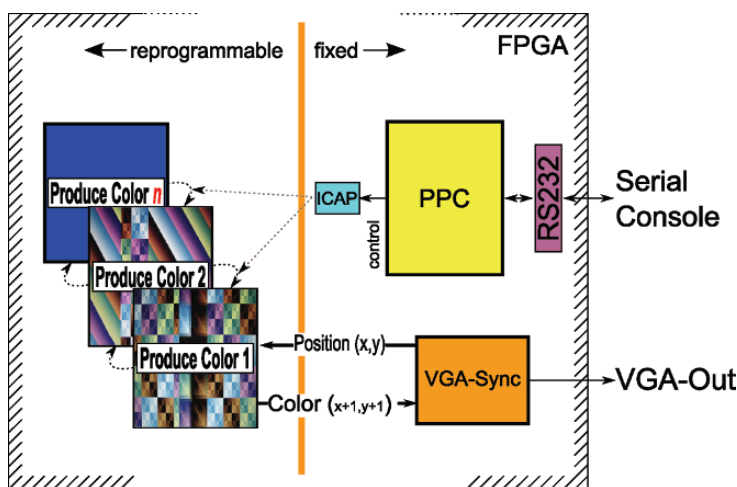 reprogrammable
fixed
FPGA
Produce Color n
ICAP
PPC
RS232
Serial
Console
control
Produce Color 2
Position (x,y)
Produce Color 1
VGA-Sync
VGA-Out
Color (x+1,y+1)